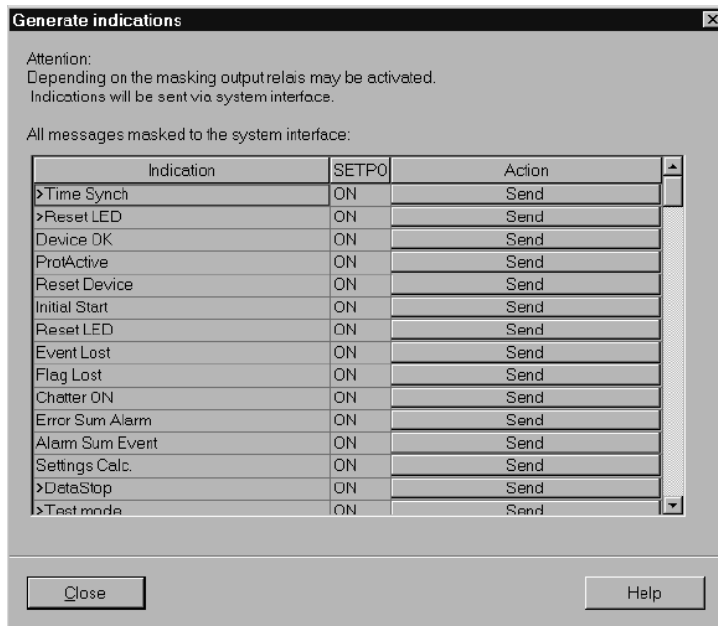 Generate indications
Attention:
Depending on the masking output relais may be activated.
Indications will be sent via system interface.
All messages masked to the system interface:
Indication SETPO Action
>Time Synch ON Send
>Reset LED ON Send
Device OK ON Send
ProtActive ON Send
Reset Device ON Send
Initial Start ON Send
Reset LED ON Send
Event Lost ON Send
Flag Lost ON Send
Chatter ON ON Send
Error Sum Alarm ON Send
Alarm Sum Event ON Send
Settings Calc. ON Send
>DataStop ON Send
>Test mode ON Send
Close Help